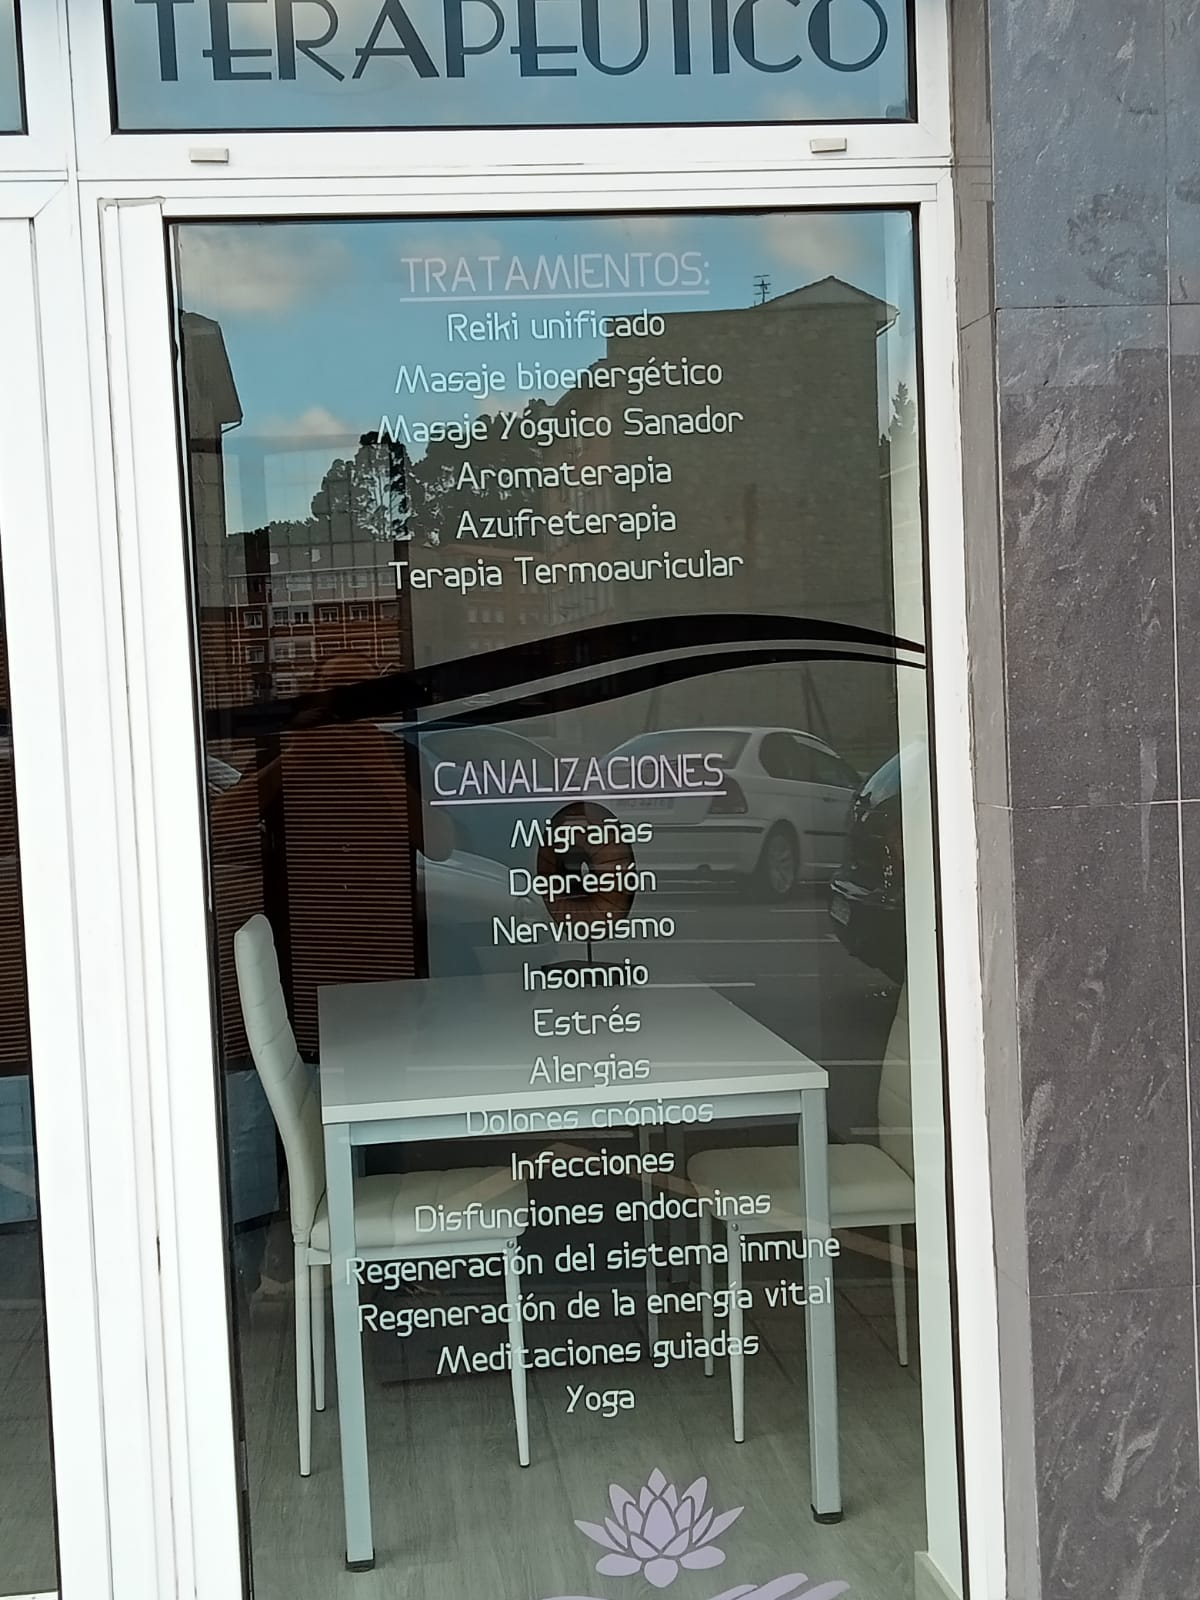 TERAPEUTICO
TRATAMIENTOS:
Reiki unificado
Masaje bioenergético
Masaje Yóguico Sanador
Aromaterapia
Azufreterapia
Terapia Termoauricular
CANALIZACIONES
Migrañas
Depresión
Nerviosismo
Insomnio
Estrés
Alergias
Dolores crónicos
Infecciones
Disfunciones endocrinas
Regeneración del sistema inmune
Regeneración de la energía vital
Meditaciones guiadas
Yoga